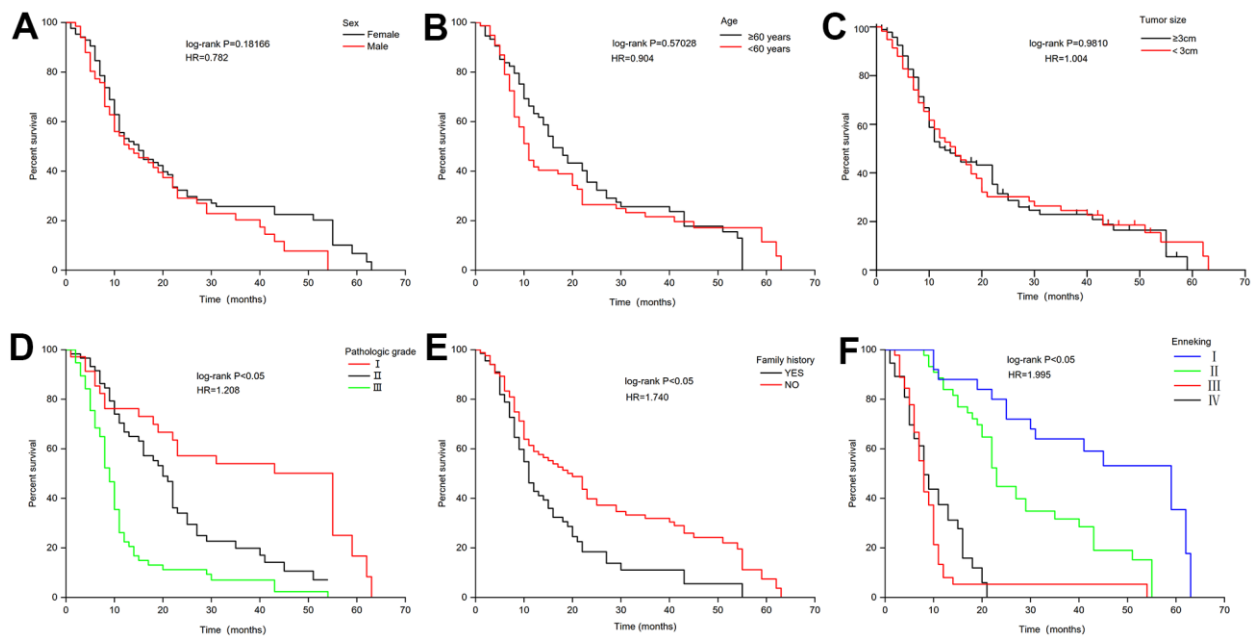 A
Sex
Female
Male
log-rank P=0.18166
HR=0.782
Percent survival
100
80
60
40
20
0
0 10 20 30 40 50 60 70
Time (months)
B
Age
≥60 years
<60 years
log-rank P=0.57028
HR=0.904
Percent survival
100
80
60
40
20
0
0 10 20 30 40 50 60 70
Time (months)
C
Tumor size
≥3cm
< 3cm
log-rank P=0.9810
HR=1.004
Percent survival
100
80
60
40
20
0
0 10 20 30 40 50 60 70
Time (months)
D
Pathologic grade
Ⅰ
Ⅱ
Ⅲ
log-rank P<0.05
HR=1.208
Percent survival
100
80
60
40
20
0
0 10 20 30 40 50 60 70
Time (months)
E
Family history
YES
NO
log-rank P<0.05
HR=1.740
Percnet survival
100
80
60
40
20
0
0 10 20 30 40 50 60 70
Time (months)
F
Enneking
Ⅰ
Ⅱ
Ⅲ
Ⅳ
log-rank P<0.05
HR=1.995
Percnet survival
100
80
60
40
20
0
0 10 20 30 40 50 60 70
Time (months)